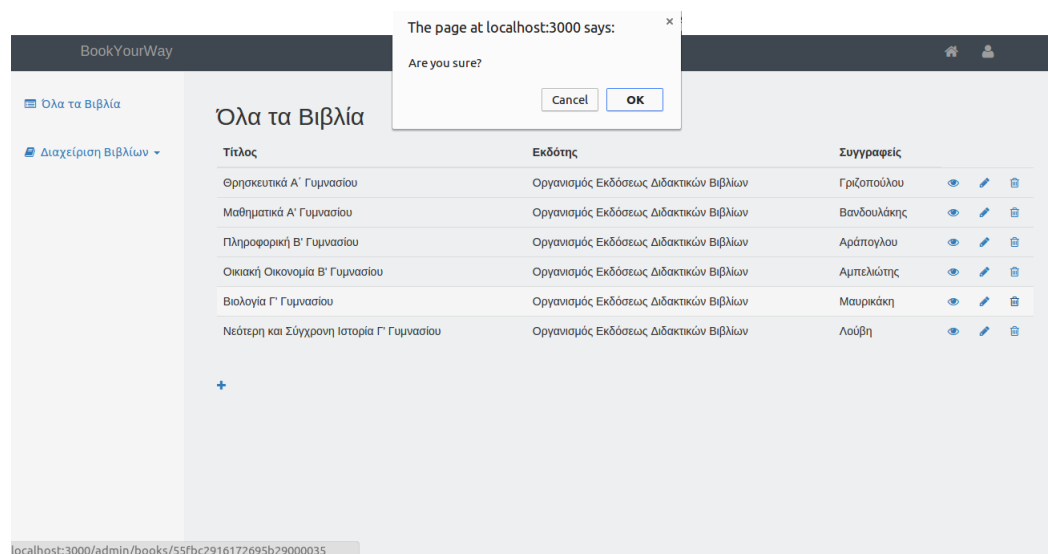 The page at localhost:3000 says:
×
Are you sure?
Cancel OK
BookYourWay
Όλα τα Βιβλία
Διαχείριση Βιβλίων
Όλα τα Βιβλία
Τίτλος Εκδότης Συγγραφείς
Θρησκευτικά Α΄ Γυμνασίου Οργανισμός Εκδόσεως Διδακτικών Βιβλίων Γριζοπούλου
Μαθηματικά Α' Γυμνασίου Οργανισμός Εκδόσεως Διδακτικών Βιβλίων Βανδουλάκης
Πληροφορική Β' Γυμνασίου Οργανισμός Εκδόσεως Διδακτικών Βιβλίων Αράπογλου
Οικιακή Οικονομία Β' Γυμνασίου Οργανισμός Εκδόσεως Διδακτικών Βιβλίων Αμπελιώτης
Βιολογία Γ' Γυμνασίου Οργανισμός Εκδόσεως Διδακτικών Βιβλίων Μαυρικάκη
Νεότερη και Σύγχρονη Ιστορία Γ' Γυμνασίου Οργανισμός Εκδόσεως Διδακτικών Βιβλίων Λούβη
+
localhost:3000/admin/books/55fbc2916172695b29000035